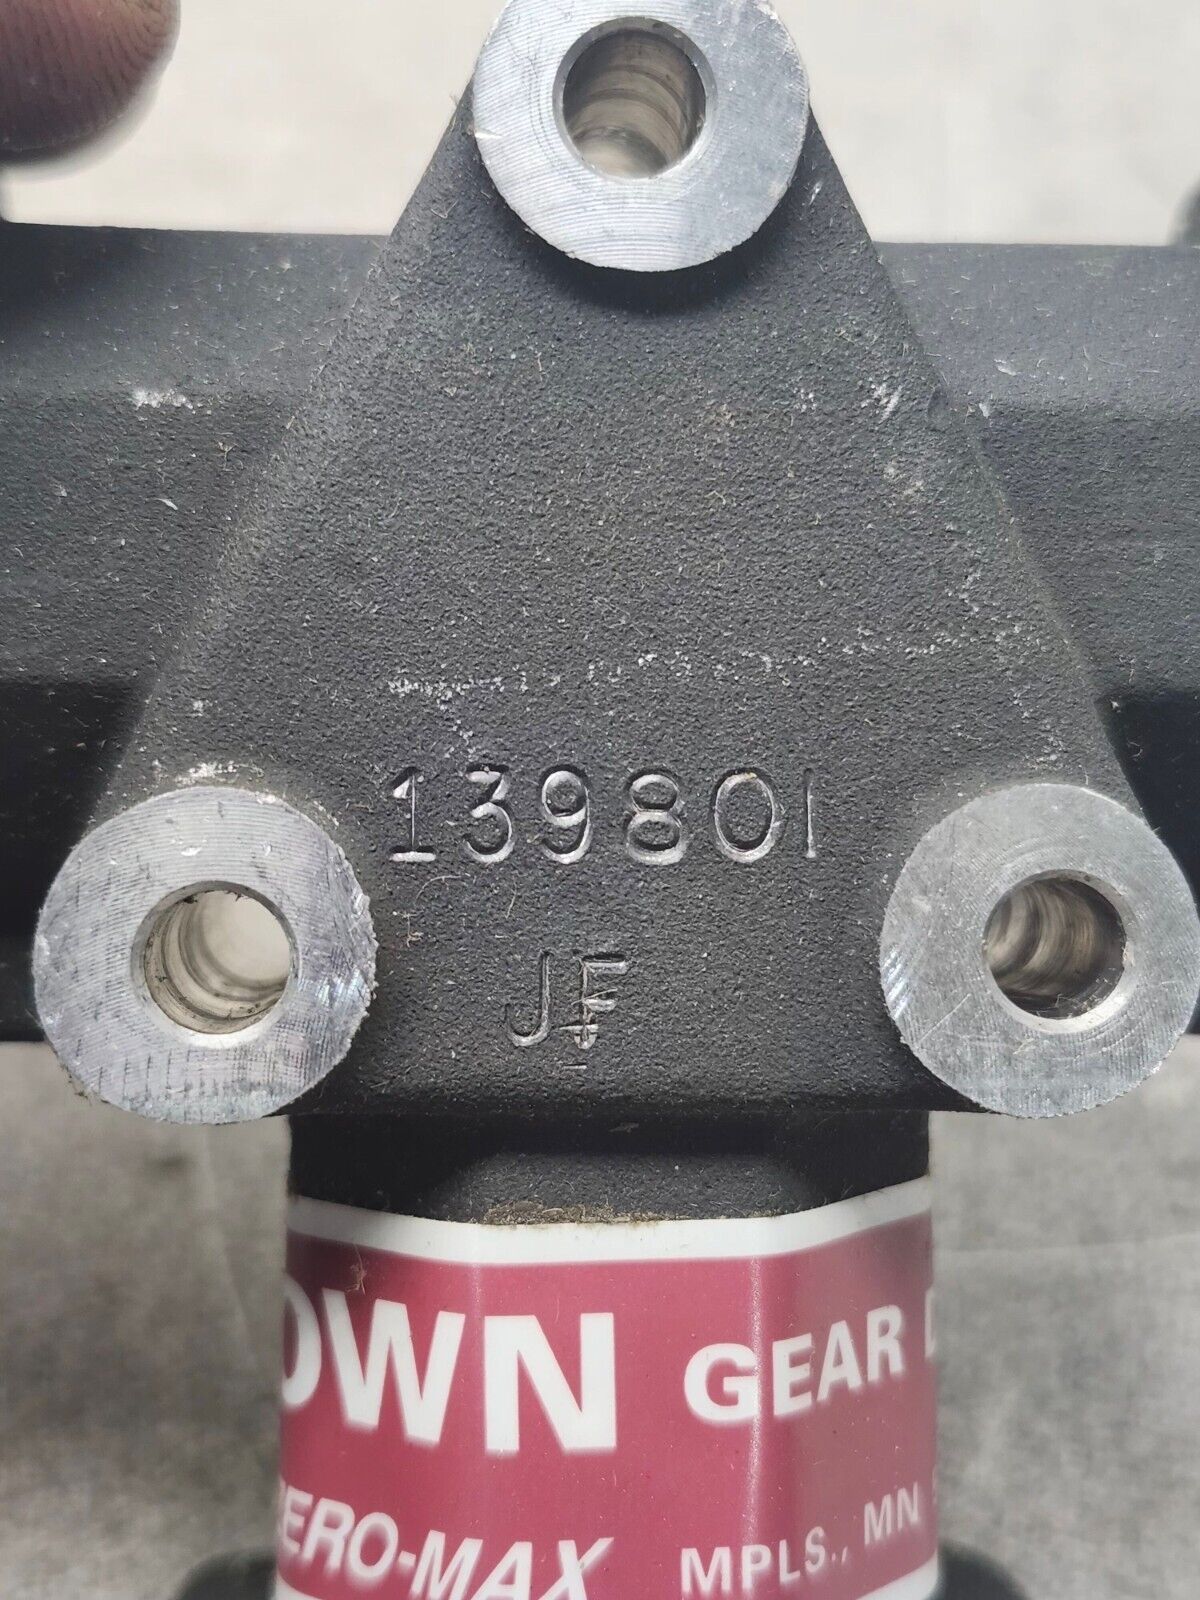 139801
JF
OWN GEAR D
ERO-MAX MPLS., MN